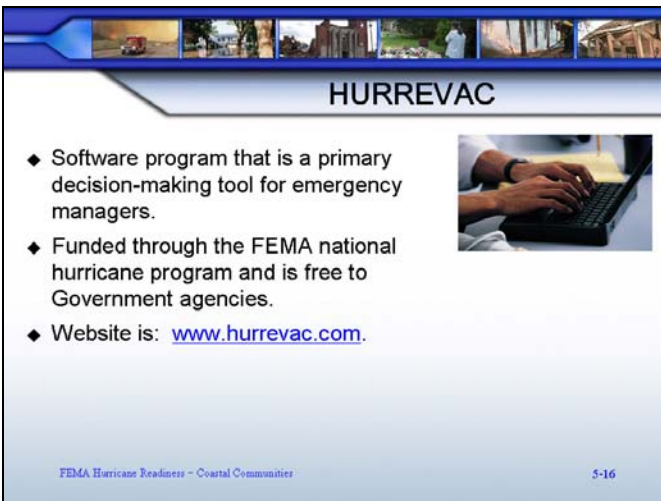 HURREVAC
◆ Software program that is a primary
decision-making tool for emergency
managers.
◆ Funded through the FEMA national
hurricane program and is free to
Government agencies.
◆ Website is:  www.hurrevac.com.
FEMA Hurricane Readiness - Coastal Communities
5-16